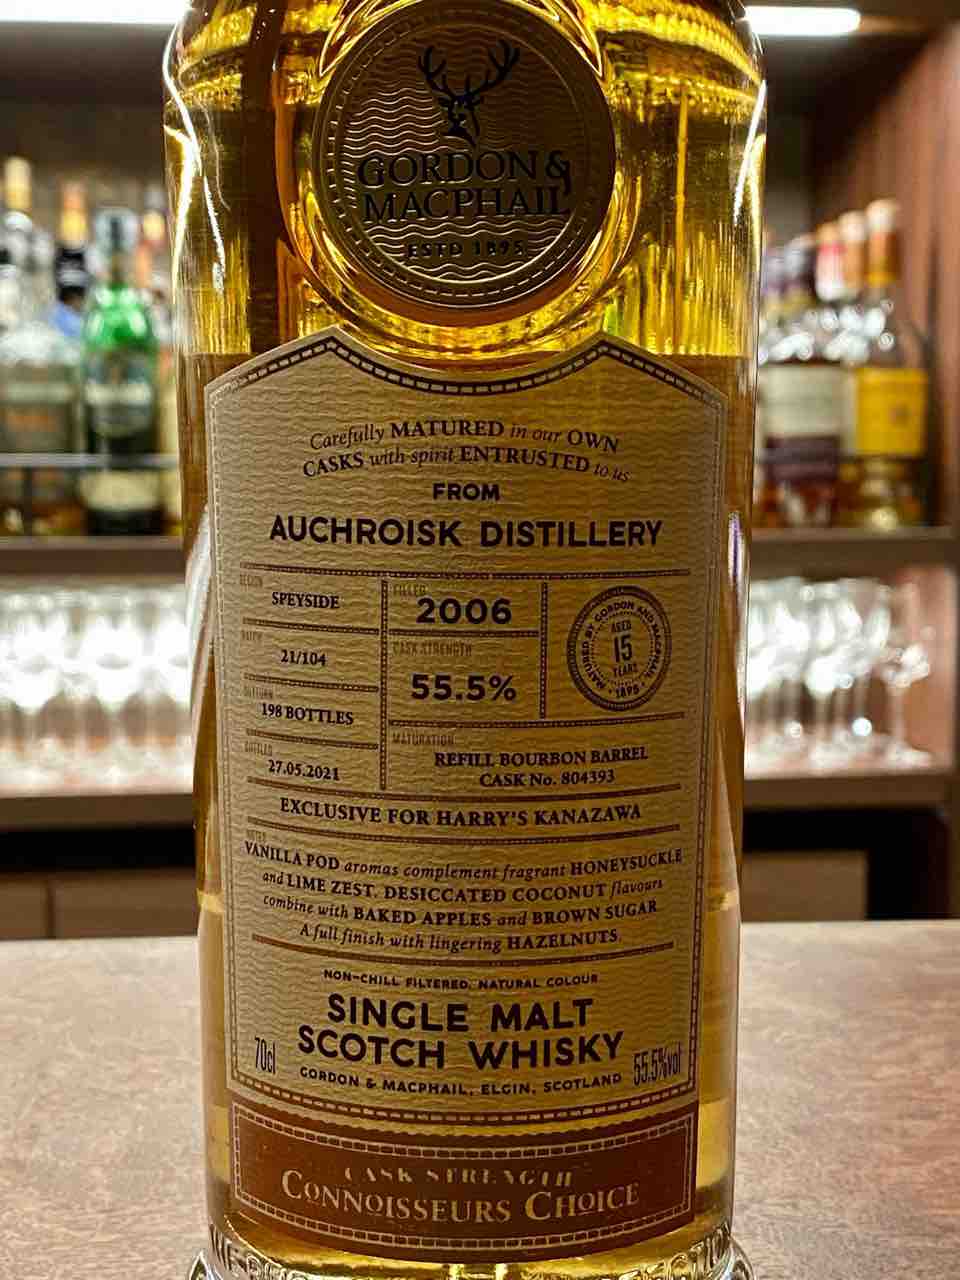 GORDON &
MACPHAIL
ESTD 1895
Carefully MATURED in our OWN
CASKS with spirit ENTRUSTED to us
FROM
AUCHROISK DISTILLERY
REGION
SPEYSIDE
BATCH
21/104
RETURN
198 BOTTLES
BOTTLED
27.05.2021
FILLED
2006
CASK STRENGTH
55.5%
MATURED BY GORDON AND MACPHAIL
AGED
15
YEARS
• 1895 •
MATURATION
REFILL BOURBON BARREL
CASK No. 804393
EXCLUSIVE FOR HARRY'S KANAZAWA
NOTES
VANILLA POD aromas complement fragrant HONEYSUCKLE
and LIME ZEST. DESICCATED COCONUT flavours
combine with BAKED APPLES and BROWN SUGAR
A full finish with lingering HAZELNUTS.
NON-CHILL FILTERED. NATURAL COLOUR
SINGLE MALT
SCOTCH WHISKY
70cl
55.5%vol
GORDON & MACPHAIL, ELGIN, SCOTLAND
CASK STRENGTH
CONNOISSEURS CHOICE